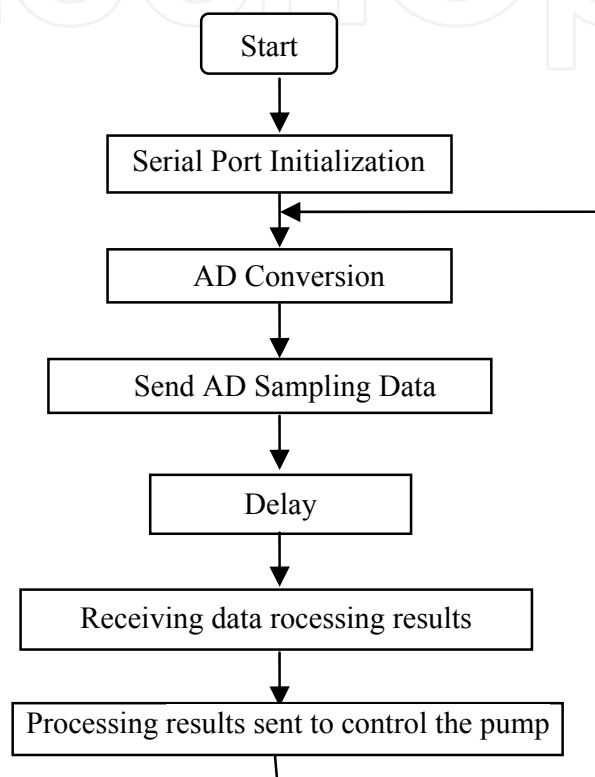 Start
Serial Port Initialization
AD Conversion
Send AD Sampling Data
Delay
Receiving data rocessing results
Processing results sent to control the pump